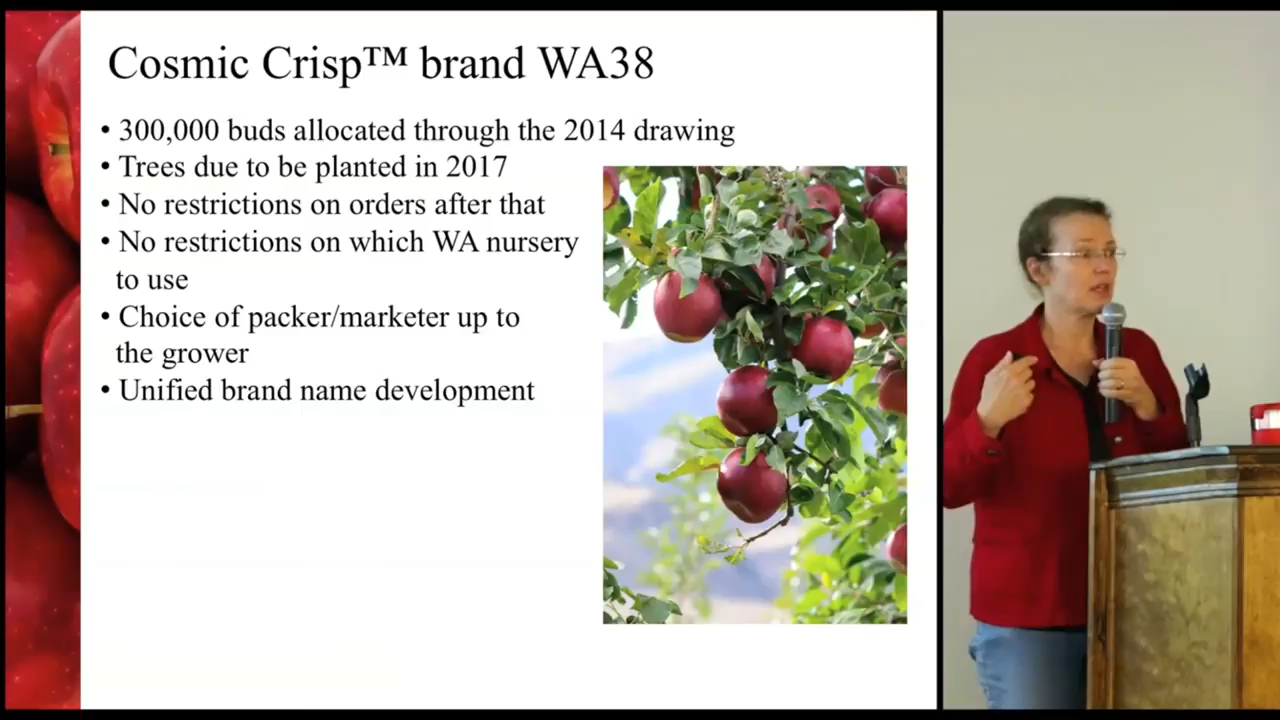 Cosmic Crisp™ brand WA38
• 300,000 buds allocated through the 2014 drawing
• Trees due to be planted in 2017
• No restrictions on orders after that
• No restrictions on which WA nursery
to use
• Choice of packer/marketer up to
the grower
• Unified brand name development